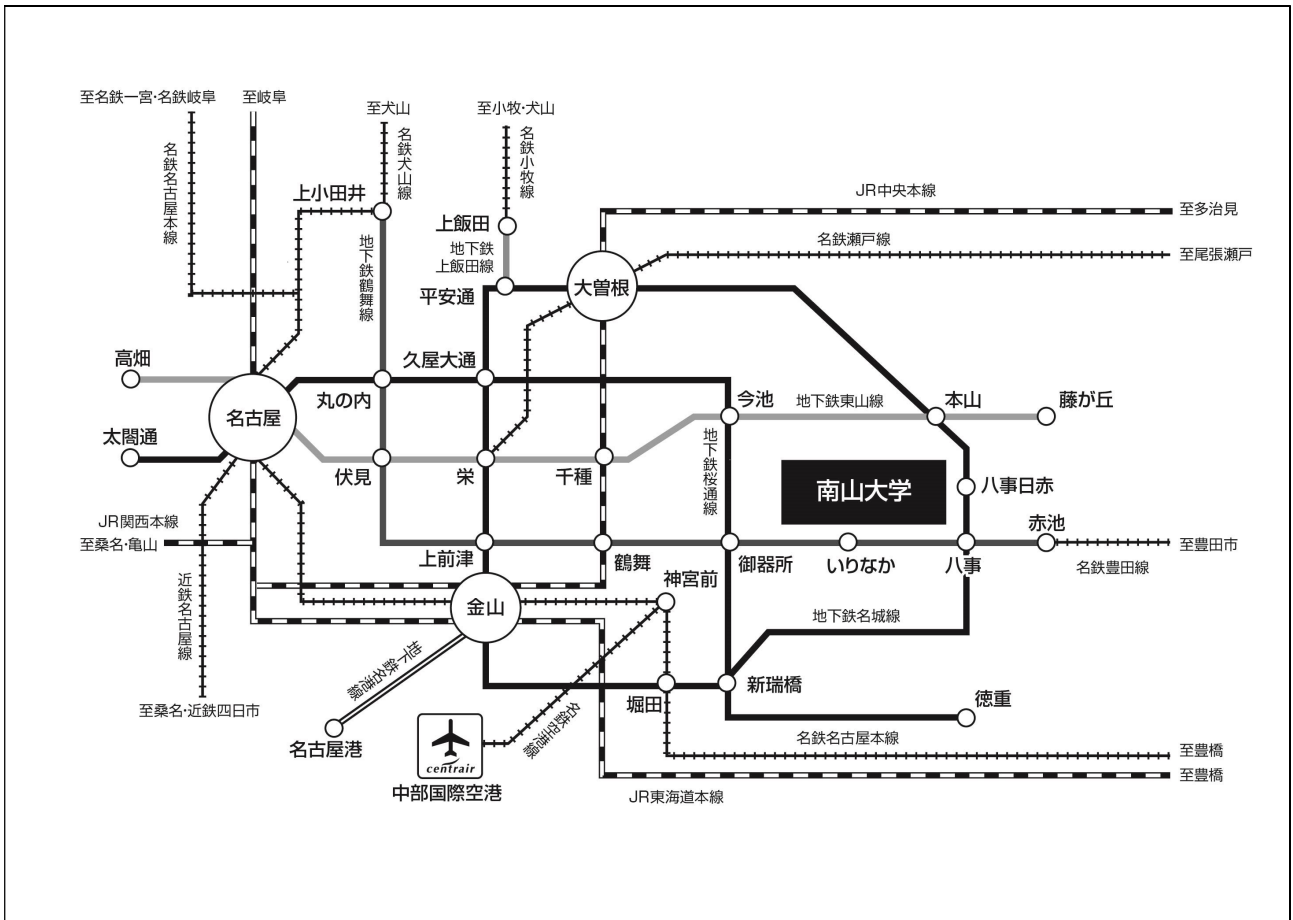 至名鉄一宮・名鉄岐阜
至岐阜
至犬山
至小牧・犬山
名鉄名古屋本線
名鉄犬山線
名鉄小牧線
上小田井
JR中央本線
至多治見
上飯田
地下鉄
上飯田線
名鉄瀬戸線
至尾張瀬戸
地下鉄鶴舞線
平安通
大曽根
高畑
久屋大通
丸の内
名古屋
今池
地下鉄東山線
本山
藤が丘
太閤通
伏見
栄
千種
地下鉄桜通線
南山大学
八事日赤
JR関西本線
至桑名・亀山
上前津
鶴舞
御器所
いりなか
八事
赤池
至豊田市
名鉄豊田線
近鉄名古屋線
神宮前
金山
地下鉄名城線
地下鉄名港線
至桑名・近鉄四日市
堀田
新瑞橋
徳重
名古屋港
名鉄空港線
centrair
中部国際空港
名鉄名古屋本線
至豊橋
至豊橋
JR東海道本線